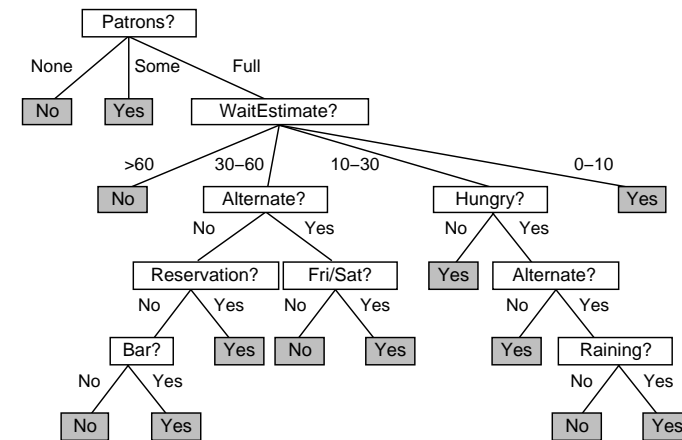 Patrons?
None Some Full
No Yes WaitEstimate?
>60 30–60 10–30 0–10
No Alternate? Hungry? Yes
No Yes No Yes
Reservation? Fri/Sat? Yes Alternate?
No Yes No Yes No Yes
Bar? Yes No Yes Yes Raining?
No Yes No Yes
No Yes No Yes